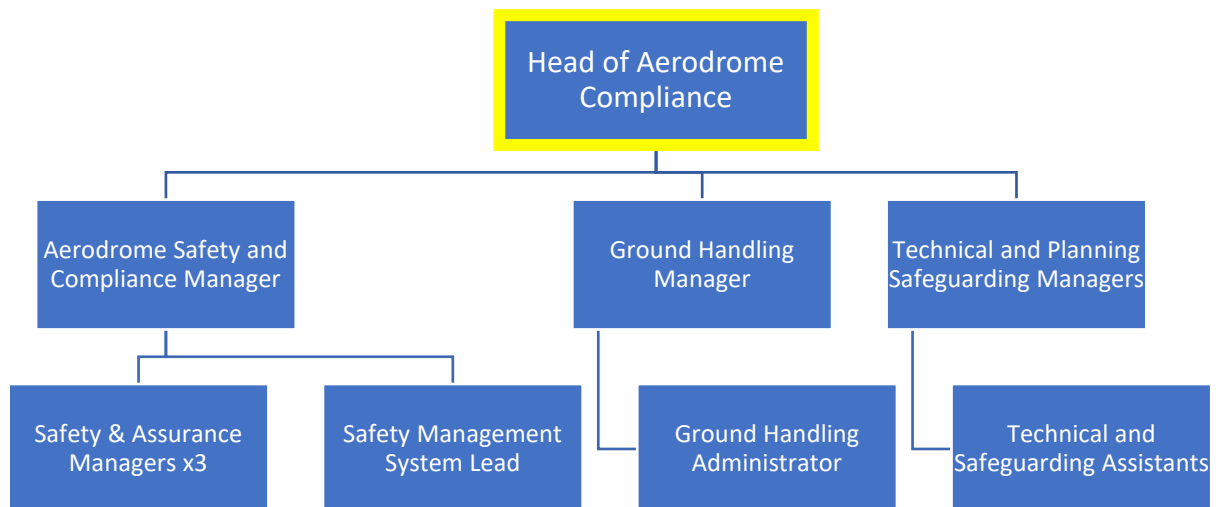 Head of Aerodrome
Compliance
Aerodrome Safety and
Compliance Manager
Ground Handling
Manager
Technical and Planning
Safeguarding Managers
Safety & Assurance
Managers x3
Safety Management
System Lead
Ground Handling
Administrator
Technical and
Safeguarding Assistants